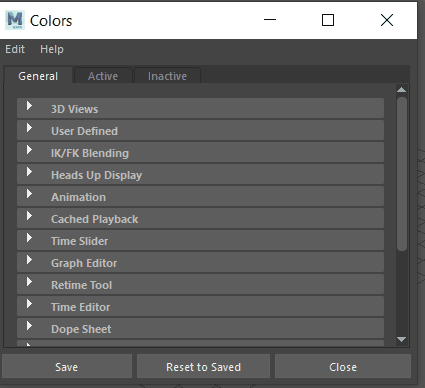 Colors
Edit Help
General Active Inactive
3D Views
User Defined
IK/FK Blending
Heads Up Display
Animation
Cached Playback
Time Slider
Graph Editor
Retime Tool
Time Editor
Dope Sheet
Save Reset to Saved Close